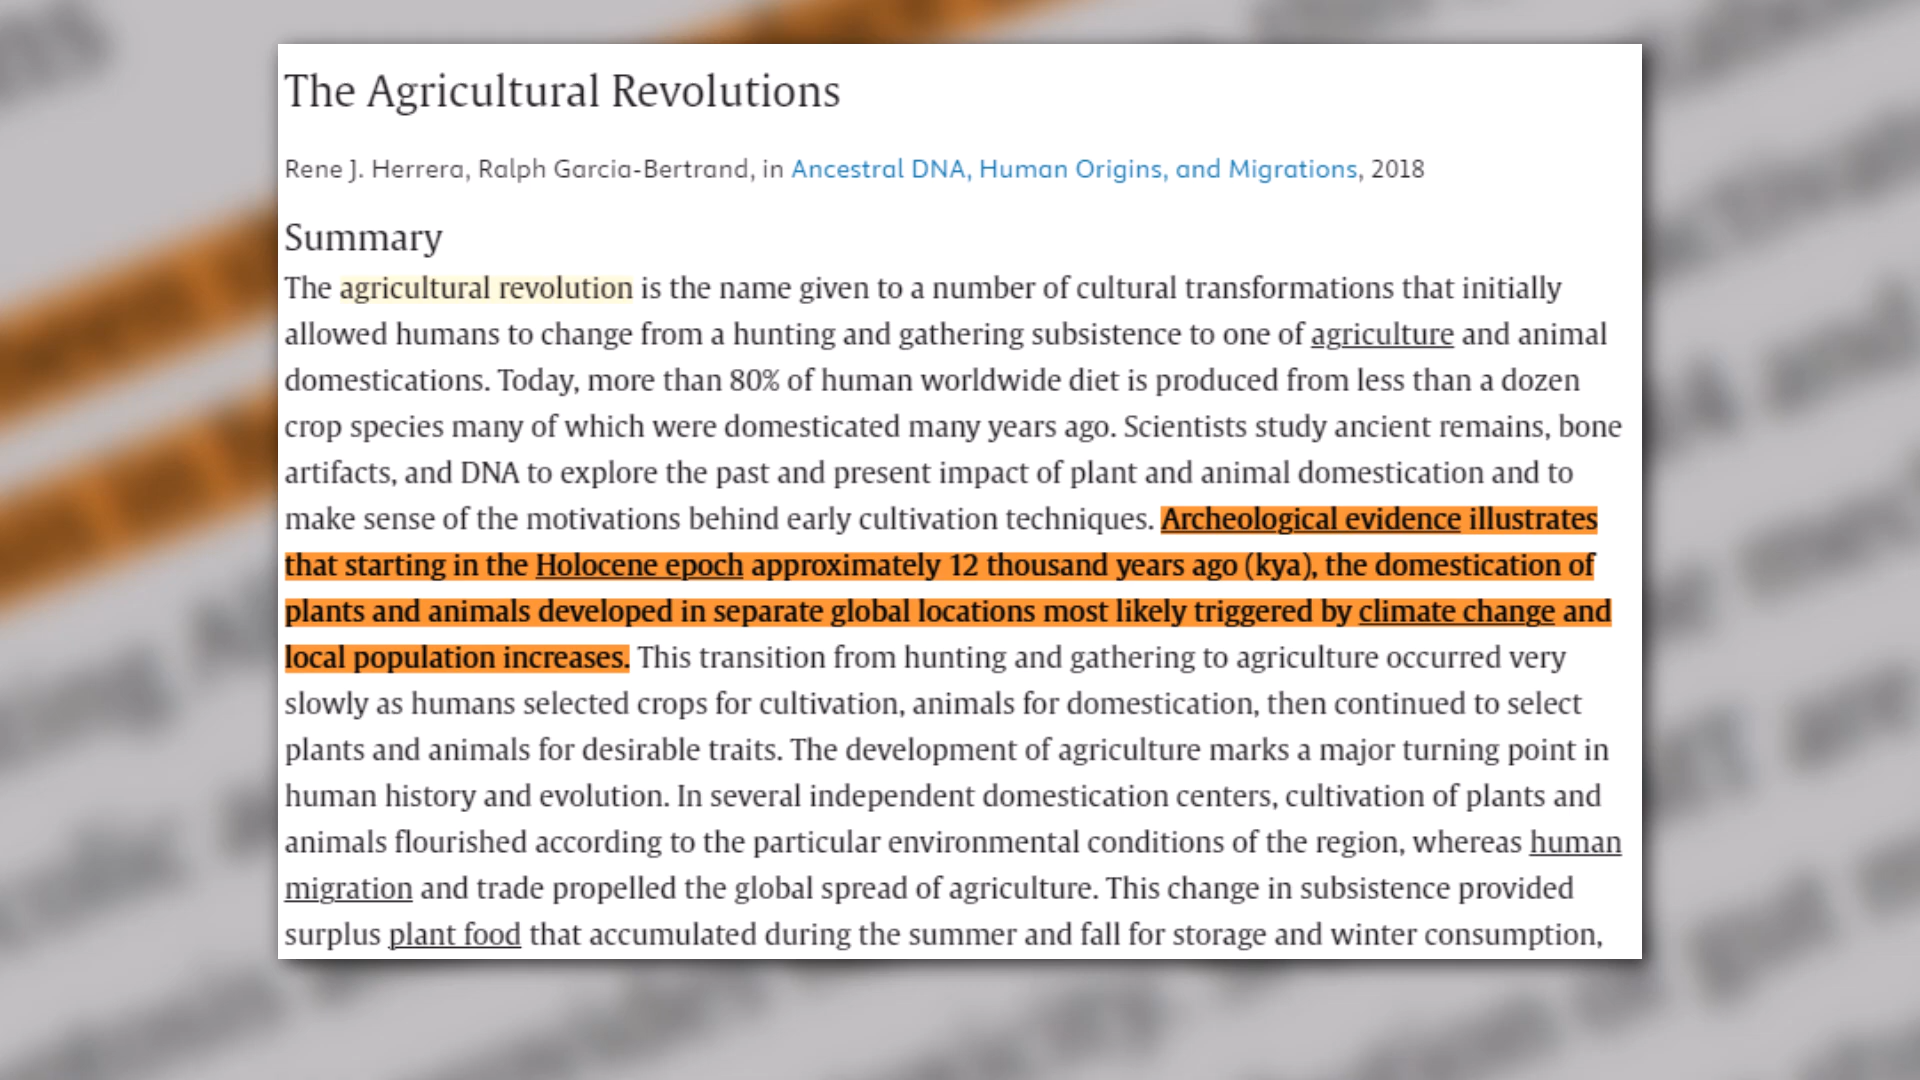 The Agricultural Revolutions
Rene J. Herrera, Ralph Garcia-Bertrand, in Ancestral DNA, Human Origins, and Migrations, 2018
Summary
The agricultural revolution is the name given to a number of cultural transformations that initially
allowed humans to change from a hunting and gathering subsistence to one of agriculture and animal
domestications. Today, more than 80% of human worldwide diet is produced from less than a dozen
crop species many of which were domesticated many years ago. Scientists study ancient remains, bone
artifacts, and DNA to explore the past and present impact of plant and animal domestication and to
make sense of the motivations behind early cultivation techniques. Archeological evidence illustrates
that starting in the Holocene epoch approximately 12 thousand years ago (kya), the domestication of
plants and animals developed in separate global locations most likely triggered by climate change and
local population increases. This transition from hunting and gathering to agriculture occurred very
slowly as humans selected crops for cultivation, animals for domestication, then continued to select
plants and animals for desirable traits. The development of agriculture marks a major turning point in
human history and evolution. In several independent domestication centers, cultivation of plants and
animals flourished according to the particular environmental conditions of the region, whereas human
migration and trade propelled the global spread of agriculture. This change in subsistence provided
surplus plant food that accumulated during the summer and fall for storage and winter consumption,